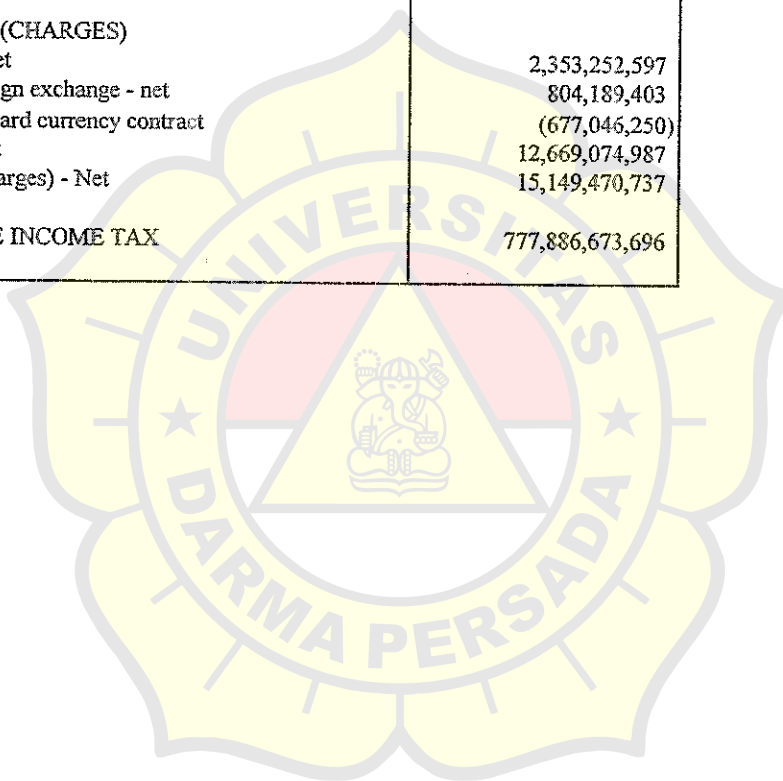 (CHARGES)
et 2,353,252,597
gn exchange - net 804,189,403
ard currency contract (677,046,250)
12,669,074,987
arges) - Net 15,149,470,737
E INCOME TAX 777,886,673,696
UNIVERSITAS
DARMA PERSADA